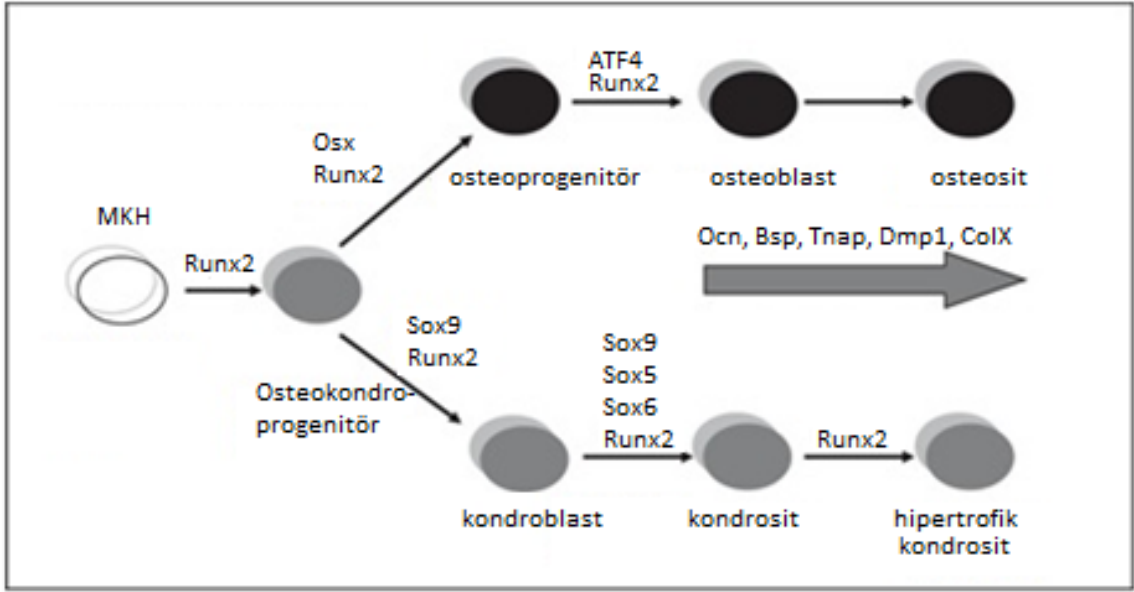 ATF4
Runx2
Osx
Runx2
osteoprogenitör
osteoblast
osteosit
MKH
Ocn, Bsp, Tnap, Dmp1, ColX
Runx2
Sox9
Runx2
Osteokondro-
progenitör
Sox9
Sox5
Sox6
Runx2
Runx2
kondroblast
kondrosit
hipertrofik
kondrosit